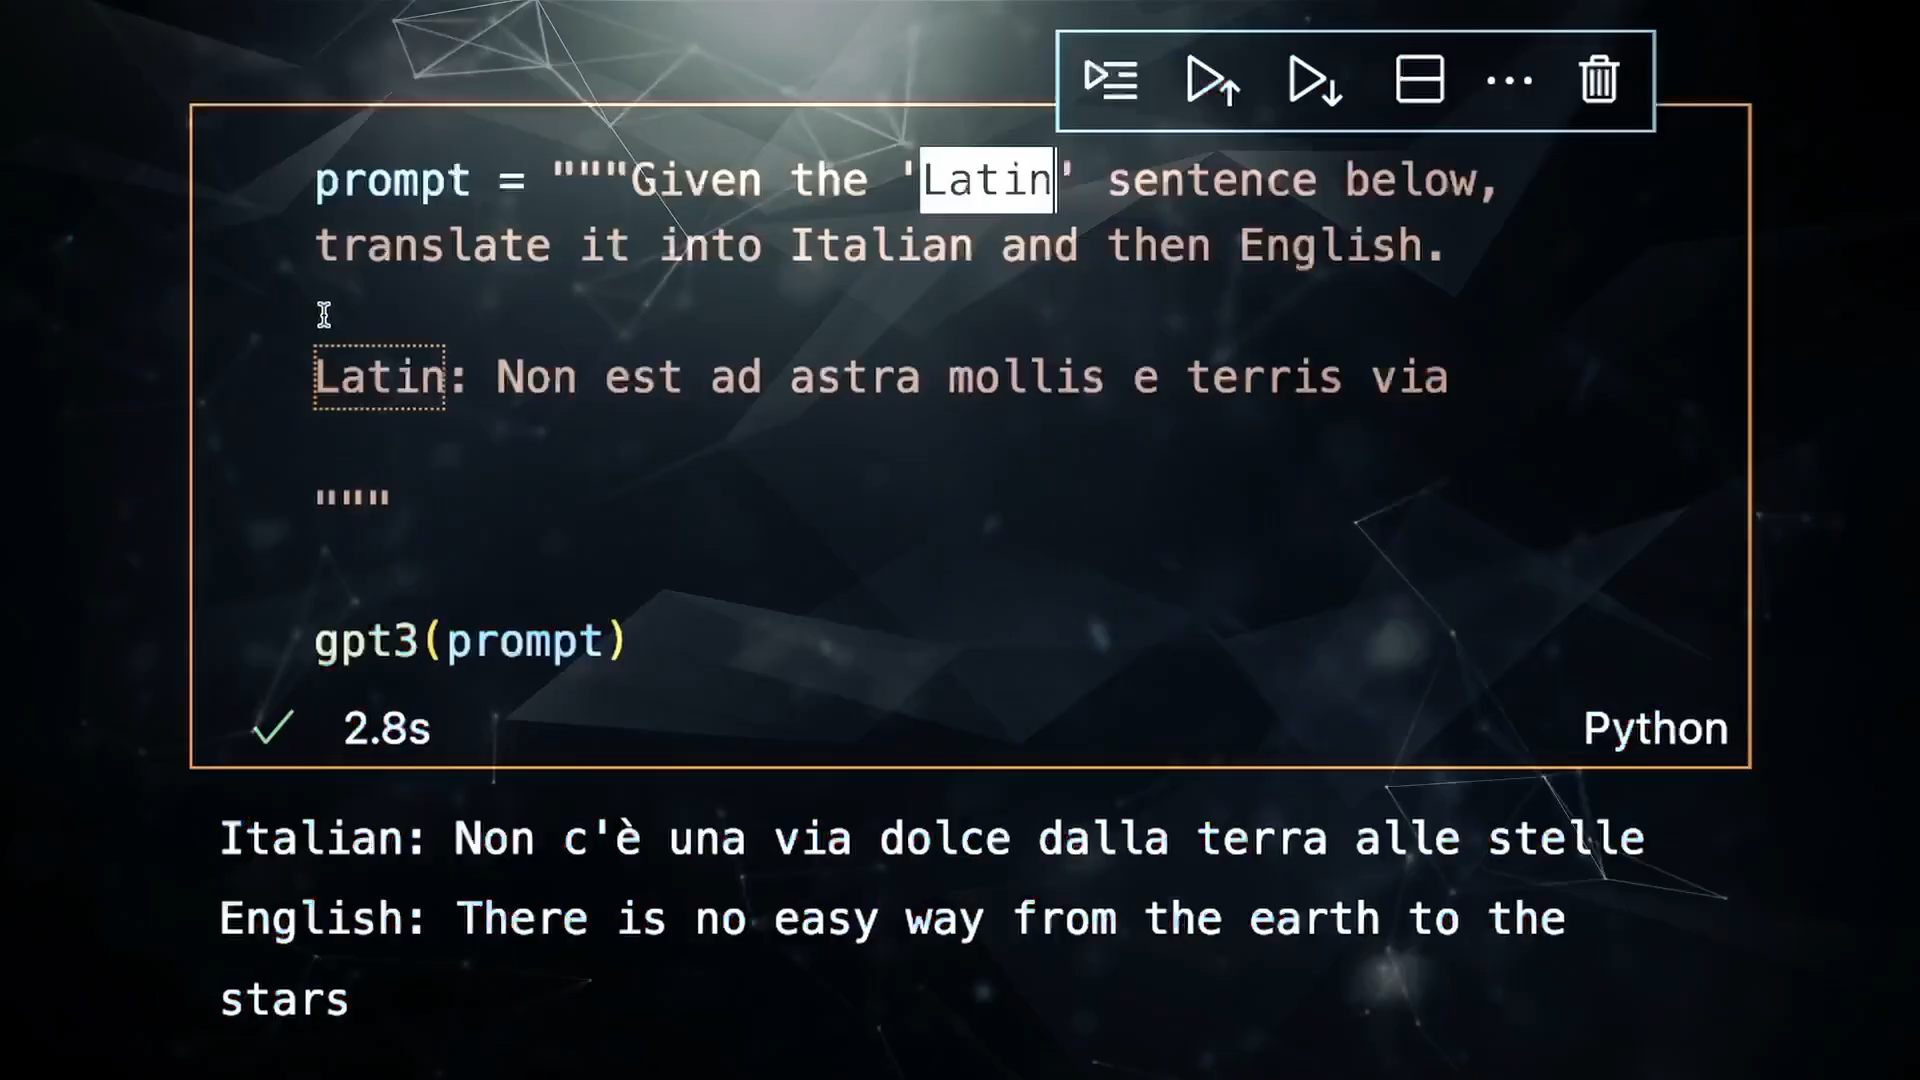 prompt = """Given the 'Latin' sentence below,
translate it into Italian and then English.
Latin: Non est ad astra mollis e terris via
"""
gpt3(prompt)
2.8s
Python
Italian: Non c'è una via dolce dalla terra alle stelle
English: There is no easy way from the earth to the
stars